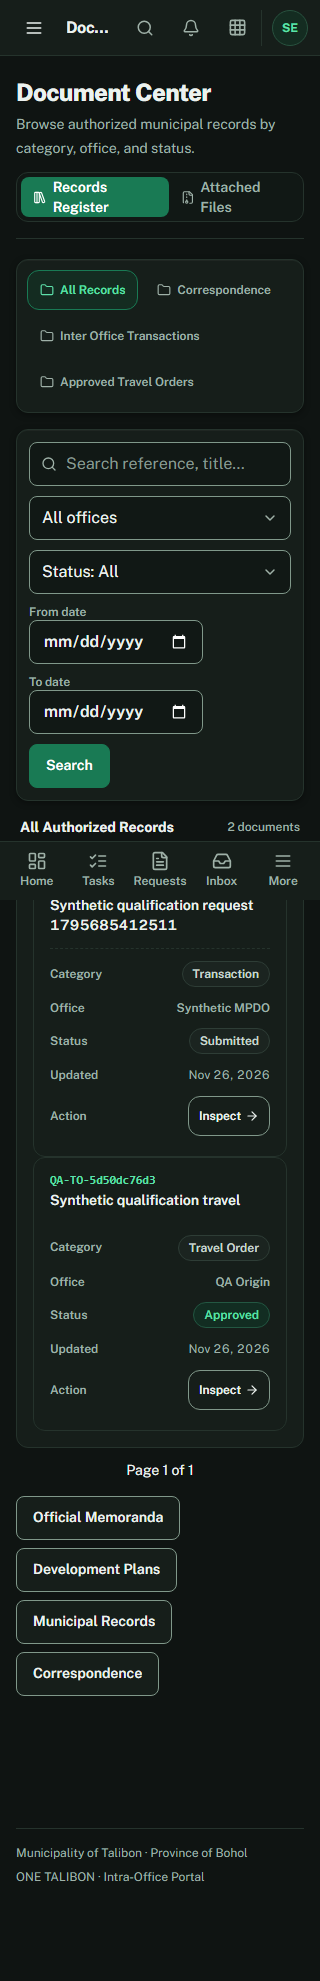 Doc...
SE
Document Center
Browse authorized municipal records by
category, office, and status.
Records
Register
Attached
Files
All Records
Correspondence
Inter Office Transactions
Approved Travel Orders
Search reference, title...
All offices
Status: All
From date
mm/dd/yyyy
To date
mm/dd/yyyy
Search
All Authorized Records
2 documents
Home
Tasks
Requests
Inbox
More
Synthetic qualification request
1795685412511
Category
Transaction
Office
Synthetic MPDO
Status
Submitted
Updated
Nov 26, 2026
Action
Inspect →
QA-TO-5d50dc76d3
Synthetic qualification travel
Category
Travel Order
Office
QA Origin
Status
Approved
Updated
Nov 26, 2026
Action
Inspect →
Page 1 of 1
Official Memoranda
Development Plans
Municipal Records
Correspondence
Municipality of Talibon · Province of Bohol
ONE TALIBON · Intra-Office Portal